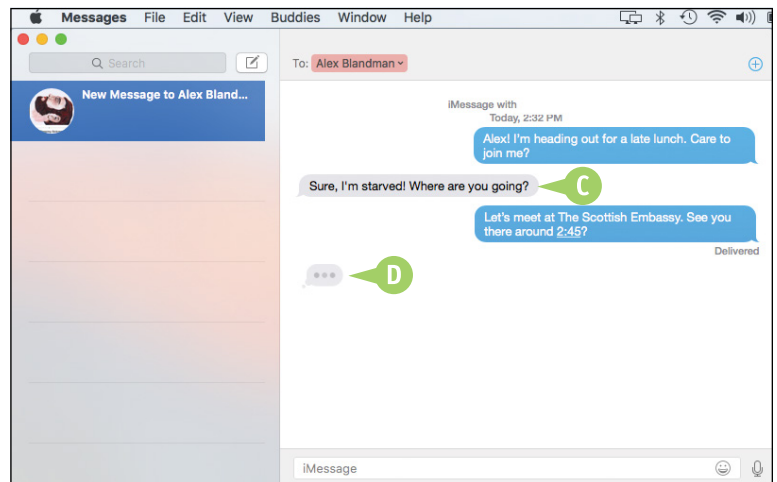 Messages File Edit View Buddies Window Help
Search
To: Alex Blandman
New Message to Alex Bland...
iMessage with
Today, 2:32 PM
Alex! I'm heading out for a late lunch. Care to
join me?
Sure, I'm starved! Where are you going?
C
Let's meet at The Scottish Embassy. See you
there around 2:45?
Delivered
D
iMessage